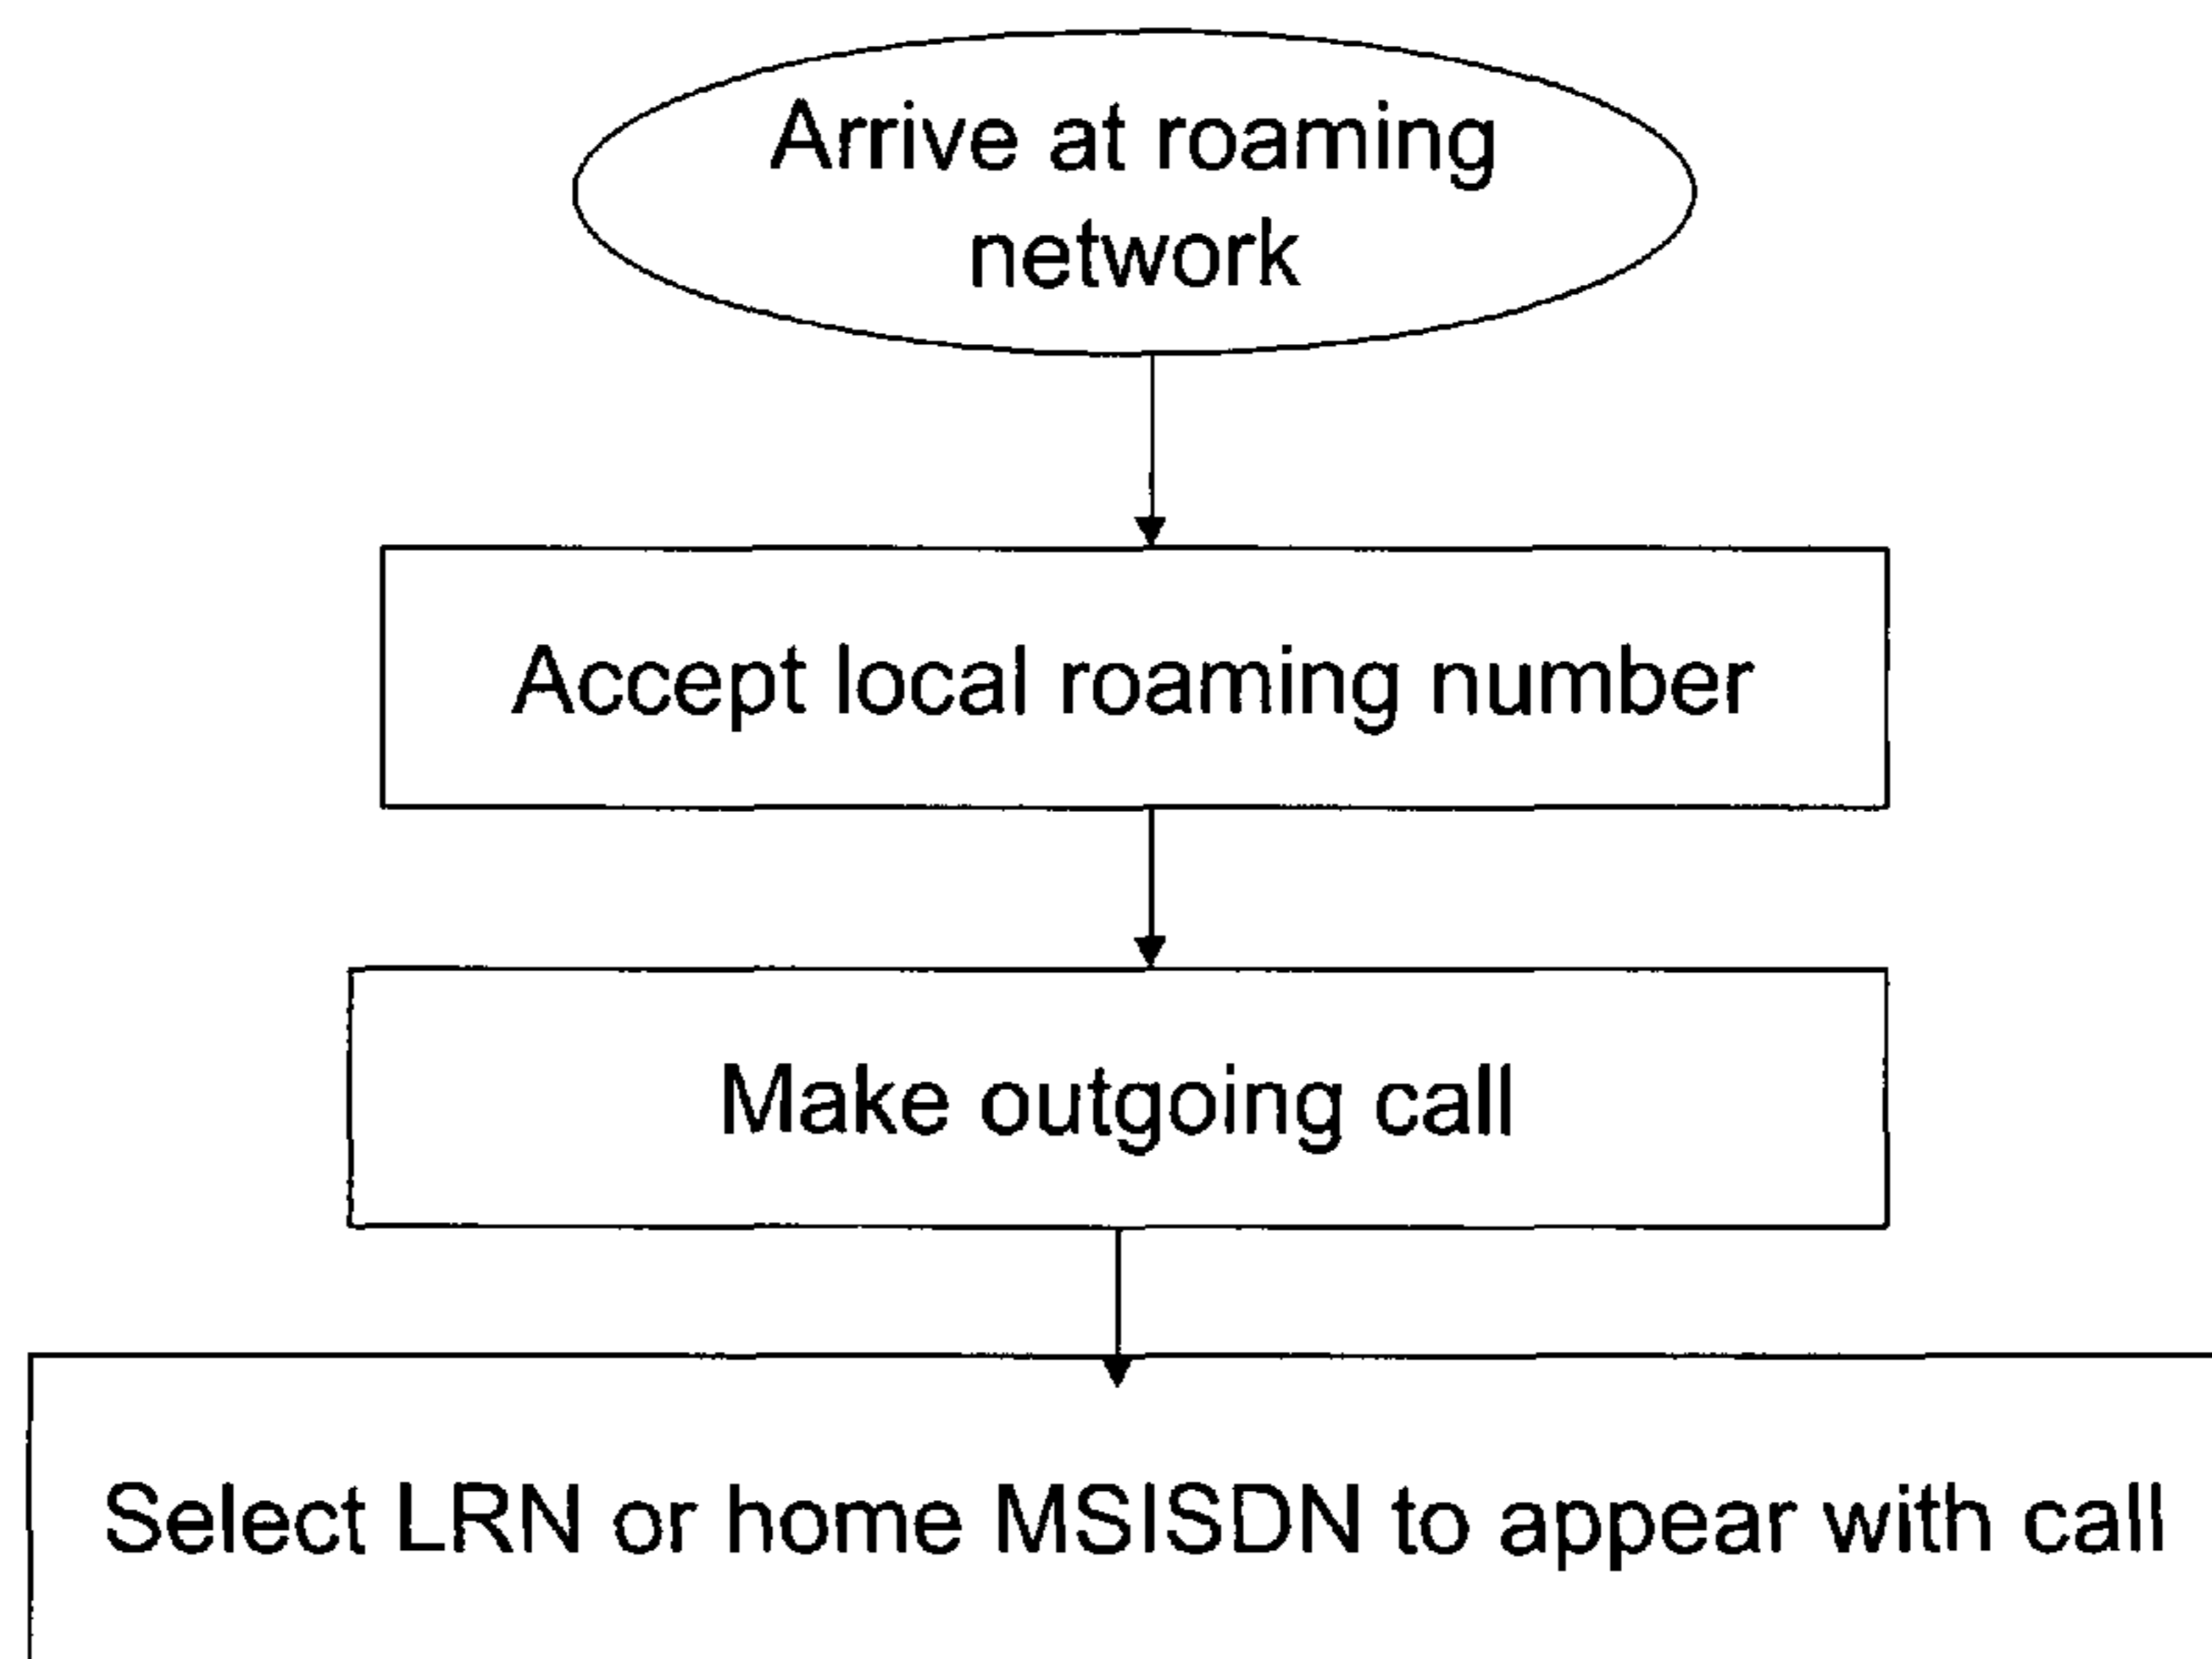 Arrive at roaming
network
Accept local roaming number
Make outgoing call
Select LRN or home MSISDN to appear with call